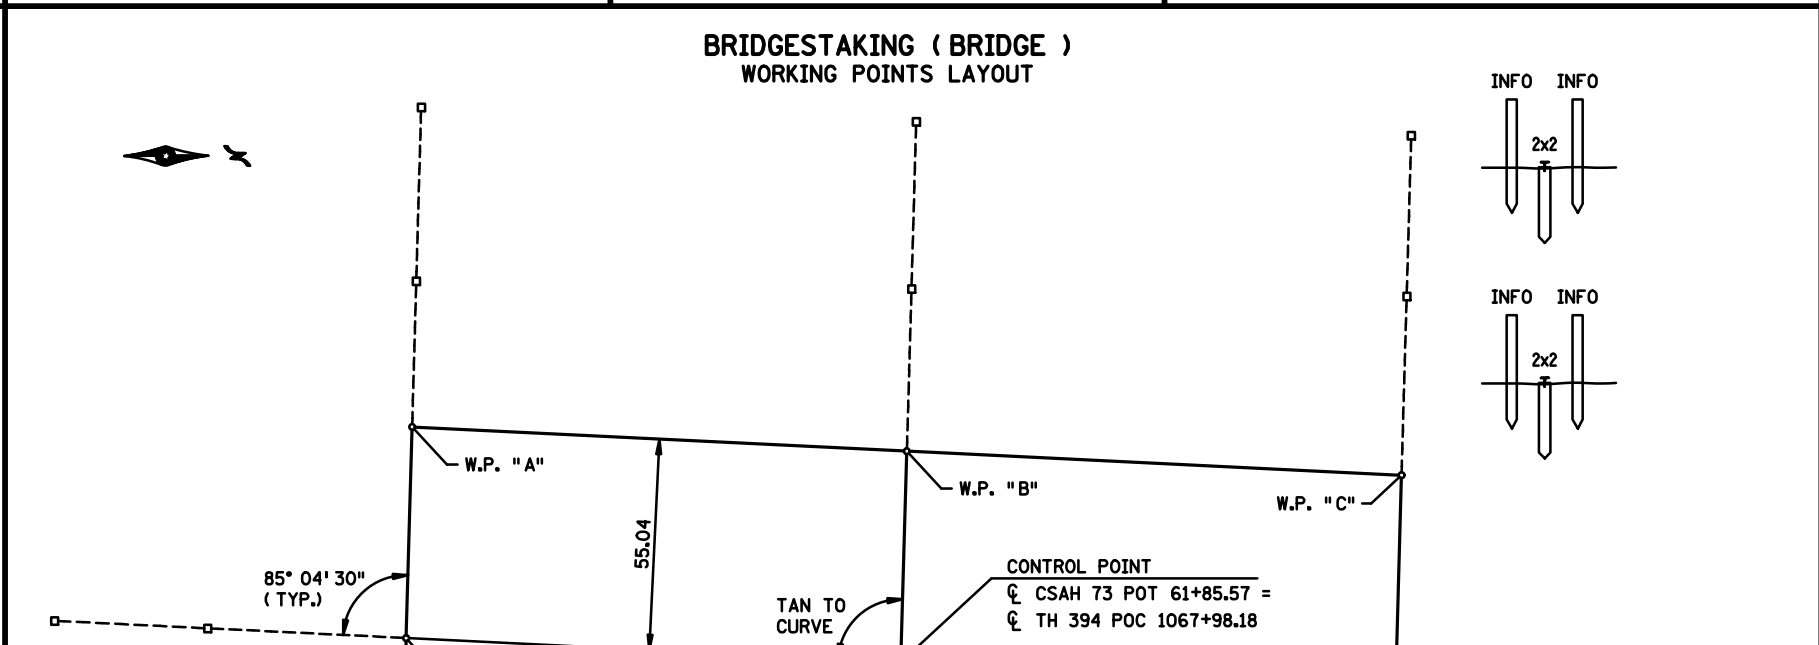 BRIDGESTAKING ( BRIDGE )
WORKING POINTS LAYOUT
INFO INFO
2x2
INFO INFO
2x2
W.P. "A"
W.P. "B"
W.P. "C"
55.04
85° 04' 30"
( TYP.)
TAN TO
CURVE
CONTROL POINT
℄ CSAH 73 POT 61+85.57 =
℄ TH 394 POC 1067+98.18